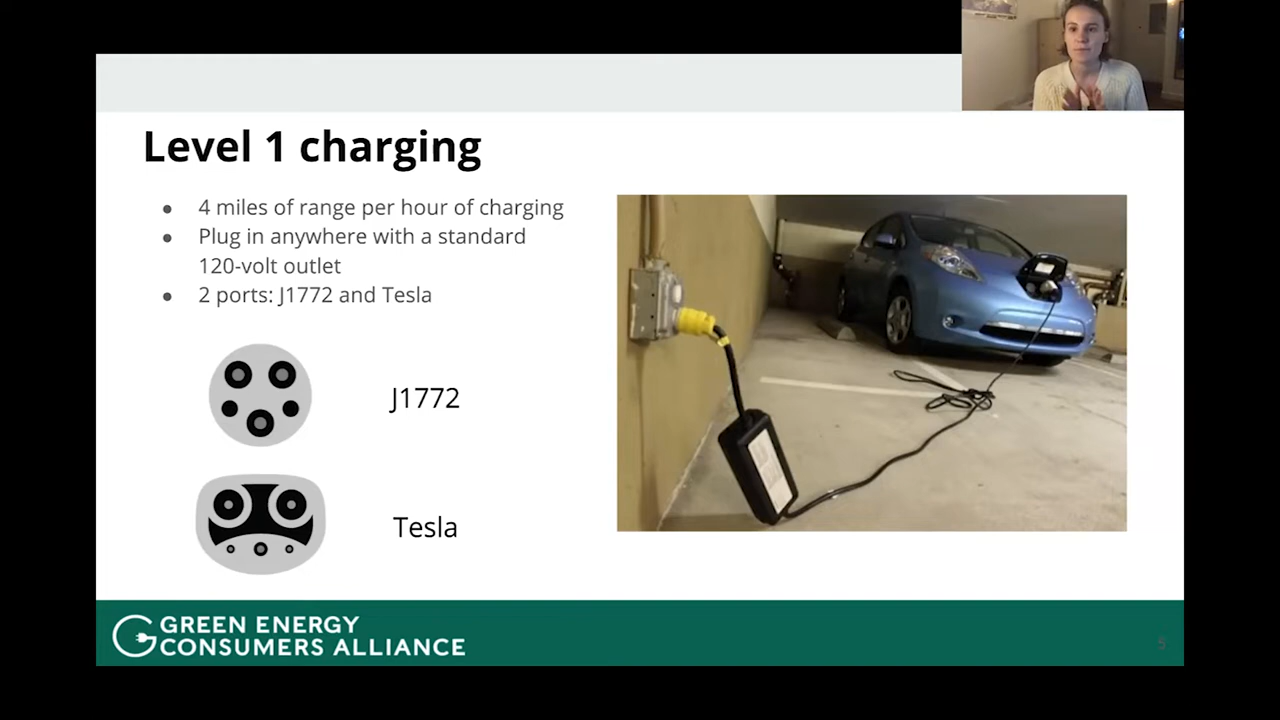 Level 1 charging
● 4 miles of range per hour of charging
● Plug in anywhere with a standard
120-volt outlet
● 2 ports: J1772 and Tesla
J1772
Tesla
GREEN ENERGY
CONSUMERS ALLIANCE
5